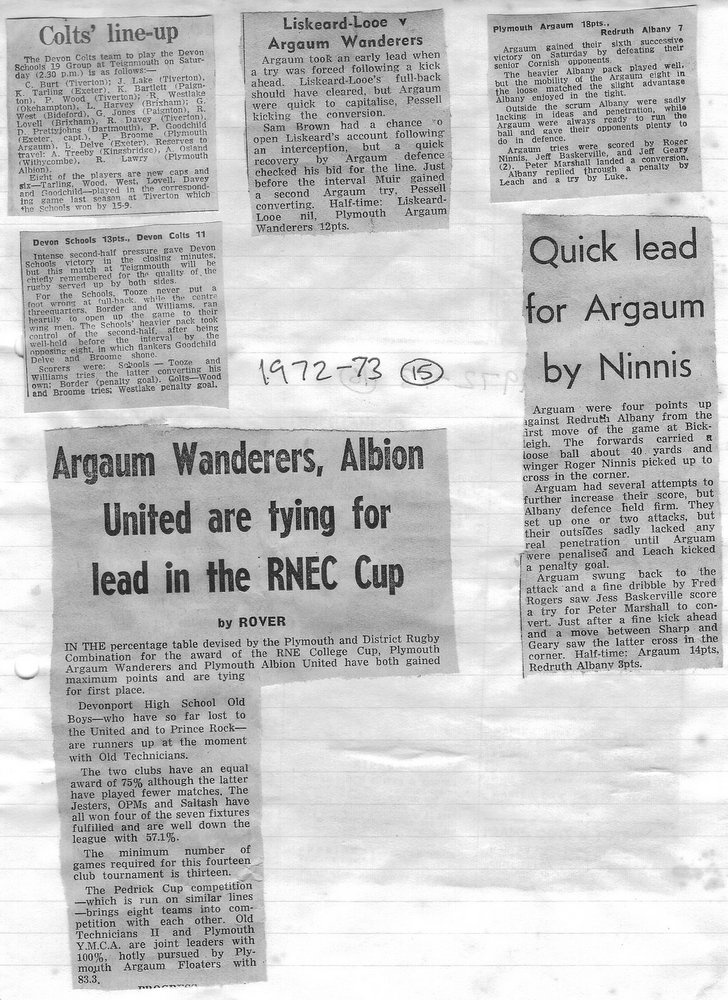 Colts' line-up
The Devon Colts team to play the Devon
Schools 19 Group at Teignmouth on Satur-
day (2.30 p.m.) is as follows:—
C. Burt (Tiverton); J. Lake (Tiverton),
K. Tarling (Exeter), K. Bartlett (Paign-
ton), P. Wood (Tiverton); R. Westlake
(Okehampton), L. Harvey (Brixham); G.
West (Bideford), G. Jones (Paignton), R.
Lovell (Brixham), R. Davey (Tiverton),
D. Prettyjohns (Dartmouth), P. Goodchild
(Exeter, capt.), P. Broome (Plymouth
Argaum), L. Delve (Exeter). Reserves to
travel: A. Treeby (Kingsbridge), A. Osland
(Withycombe), R. Lawry (Plymouth
Albion).
Eight of the players are new caps and
six—Tarling, Wood, West, Lovell, Davey
and Goodchild—played in the correspond-
ing game last season at Tiverton which
the Schools won by 15-9.
Devon Schools 13pts., Devon Colts 11
Intense second-half pressure gave Devon
Schools victory in the closing minutes,
but this match at Teignmouth will be
chiefly remembered for the quality of the
rugby served up by both sides.
For the Schools, Tooze never put a
foot wrong at full-back, while the centre
threequarters, Border and Williams, ran
heartily to open up the game to their
wing men. The Schools' heavier pack took
control of the second-half, after being
well-held before the interval by the
opposing eight, in which flankers Goodchild
Delve and Broome shone.
Scorers were: Schools — Tooze and
Williams tries the latter converting his
own; Border (penalty goal). Colts—Wood
and Broome tries; Westlake penalty goal.
Liskeard-Looe v
Argaum Wanderers
Argaum took an early lead when
a try was forced following a kick
ahead. Liskeard-Looe's full-back
should have cleared, but Argaum
were quick to capitalise, Pessell
kicking the conversion.
Sam Brown had a chance to
open Liskeard's account following
an interception, but a quick
recovery by Argaum defence
checked his bid for the line. Just
before the interval Muir gained
a second Argaum try, Pessell
converting. Half-time: Liskeard-
Looe nil, Plymouth Argaum
Wanderers 12pts.
Plymouth Argaum 18pts.,
Redruth Albany 7
Argaum gained their sixth successive
victory on Saturday by defeating their
senior Cornish opponents.
The heavier Albany pack played well,
but the mobility of the Argaum eight in
the loose matched the slight advantage
Albany enjoyed in the tight.
Outside the scrum Albany were sadly
lacking in ideas and penetration, while
Argaum were always ready to run the
ball and gave their opponents plenty to
do in defence.
Argaum tries were scored by Roger
Ninnis, Jeff Baskerville, and Jeff Geary
(2). Peter Marshall landed a conversion.
Albany replied through a penalty by
Leach and a try by Luke.
Quick lead
for Argaum
by Ninnis
Arguam were four points up
against Redruth Albany from the
irst move of the game at Bick-
leigh. The forwards carried a
loose ball about 40 yards and
winger Roger Ninnis picked up to
cross in the corner.
Arguam had several attempts to
further increase their score, but
Albany defence held firm. They
set up one or two attacks, but
their outsides sadly lacked any
real penetration until Arguam
were penalised and Leach kicked
a penalty goal.
Arguam swung back to the
attack and a fine dribble by Fred
Rogers saw Jess Baskerville score
a try for Peter Marshall to con-
vert. Just after a fine kick ahead
and a move between Sharp and
Geary saw the latter cross in the
corner. Half-time: Argaum 14pts,
Redruth Albany 3pts.
1972-73 15
Argaum Wanderers, Albion
United are tying for
lead in the RNEC Cup
by ROVER
IN THE percentage table devised by the Plymouth and District Rugby
Combination for the award of the RNE College Cup, Plymouth
Argaum Wanderers and Plymouth Albion United have both gained
maximum points and are tying
for first place.
Devonport High School Old
Boys—who have so far lost to
the United and to Prince Rock—
are runners up at the moment
with Old Technicians.
The two clubs have an equal
award of 75% although the latter
have played fewer matches. The
Jesters, OPMs and Saltash have
all won four of the seven fixtures
fulfilled and are well down the
league with 57.1%.
The minimum number of
games required for this fourteen
club tournament is thirteen.
The Pedrick Cup competition
—which is run on similar lines
—brings eight teams into com-
petition with each other. Old
Technicians II and Plymouth
Y.M.C.A. are joint leaders with
100%, hotly pursued by Ply-
mouth Argaum Floaters with
83.3.